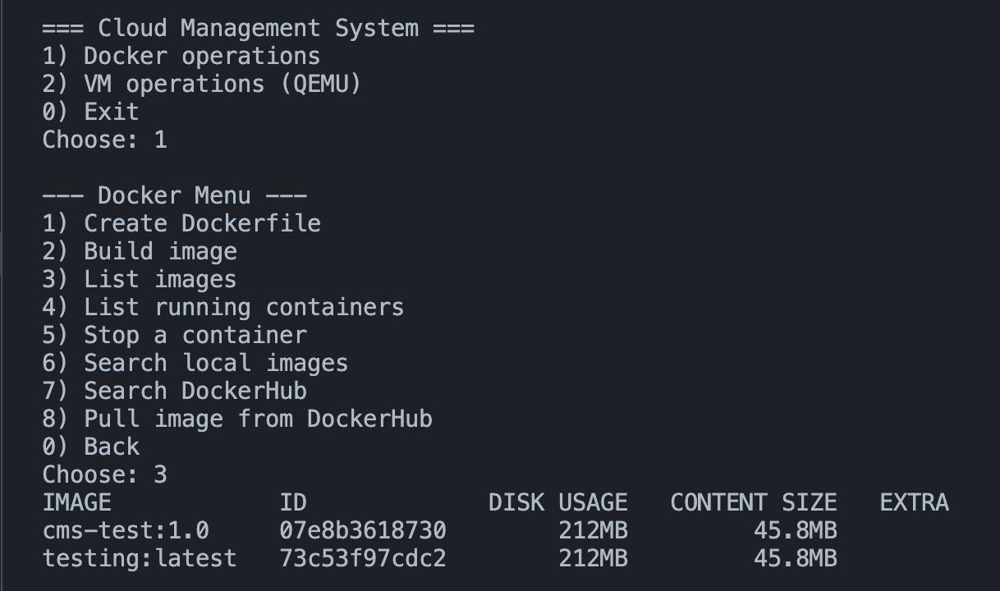 === Cloud Management System ===
1) Docker operations
2) VM operations (QEMU)
0) Exit
Choose: 1
--- Docker Menu ---
1) Create Dockerfile
2) Build image
3) List images
4) List running containers
5) Stop a container
6) Search local images
7) Search DockerHub
8) Pull image from DockerHub
0) Back
Choose: 3
IMAGE ID DISK USAGE CONTENT SIZE EXTRA
cms-test:1.0 07e8b3618730 212MB 45.8MB
testing:latest 73c53f97cdc2 212MB 45.8MB